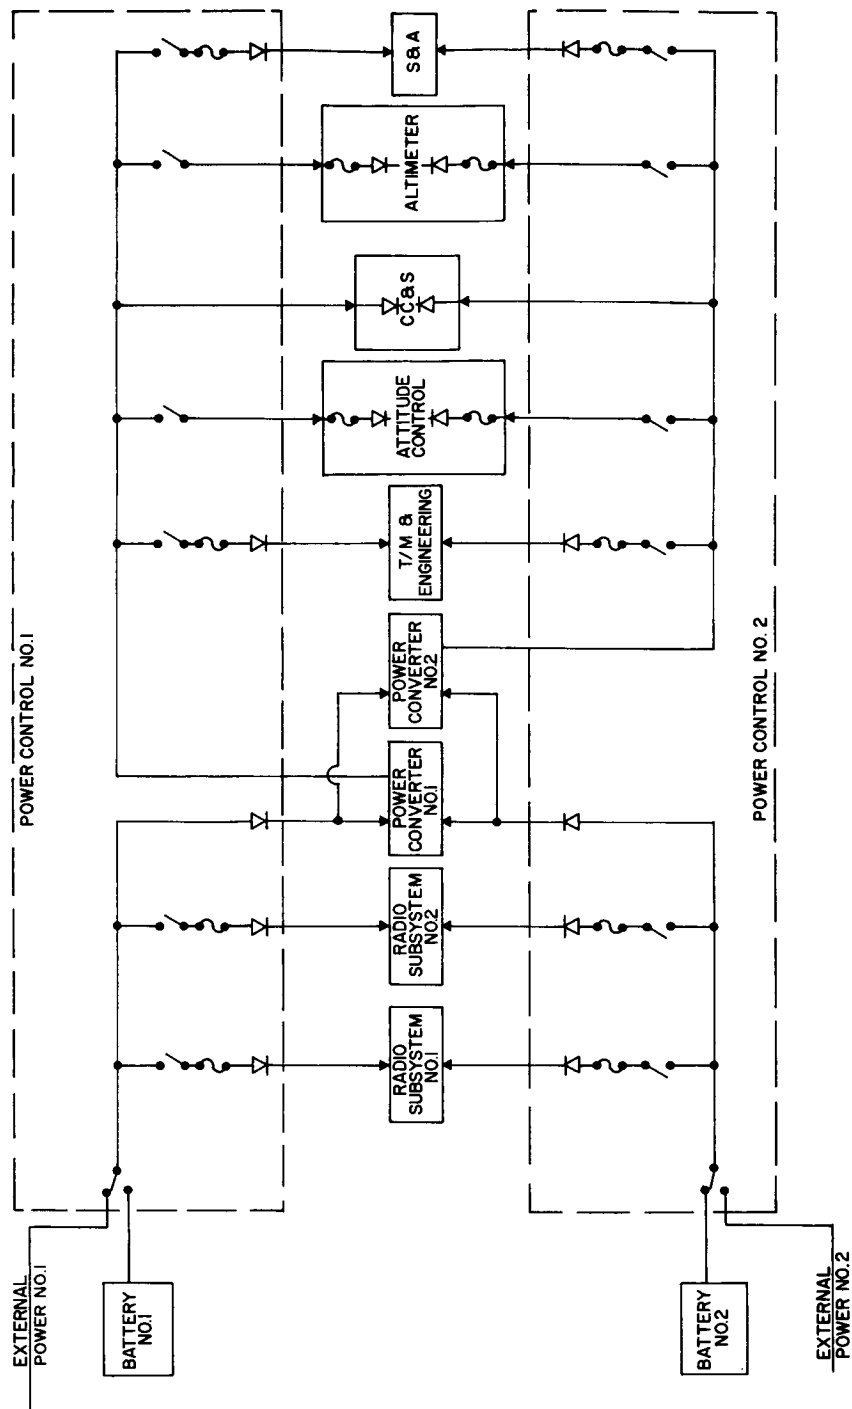 EXTERNAL
POWER NO.1
BATTERY
NO.1
POWER CONTROL NO.1
RADIO
SUBSYSTEM
NO.1
RADIO
SUBSYSTEM
NO.2
POWER
CONVERTER
NO.1
POWER
CONVERTER
NO.2
T/M &
ENGINEERING
ATTITUDE
CONTROL
CC&S
ALTIMETER
S&A
BATTERY
NO.2
EXTERNAL
POWER NO.2
POWER CONTROL NO. 2